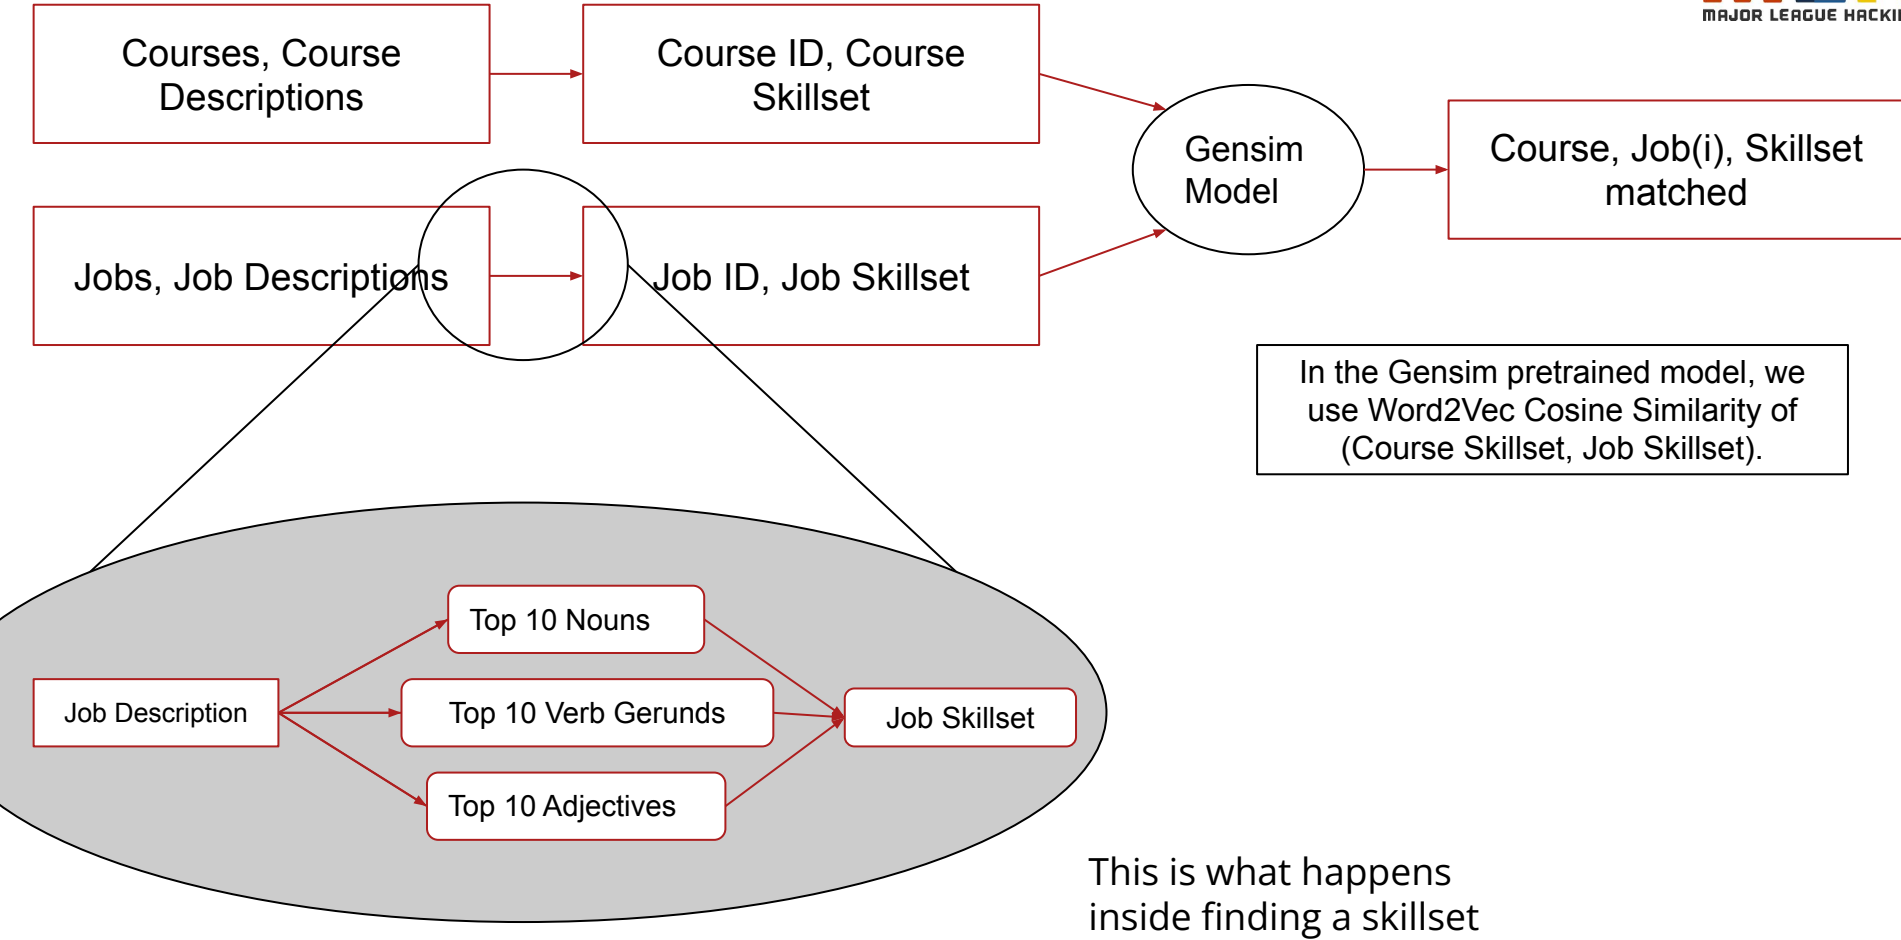 MAJOR LEAGUE
Courses, Course
Descriptions
Course ID, Course
Skillset
Gensim
Model
Course, Job(i), Skillset
matched
Jobs, Job Descriptions
Job ID, Job Skillset
In the Gensim pretrained model, we
use Word2Vec Cosine Similarity of
(Course Skillset, Job Skillset).
Top 10 Nouns
Job Description
Top 10 Verb Gerunds
Job Skillset
Top 10 Adjectives
This is what happens
inside finding a skillset